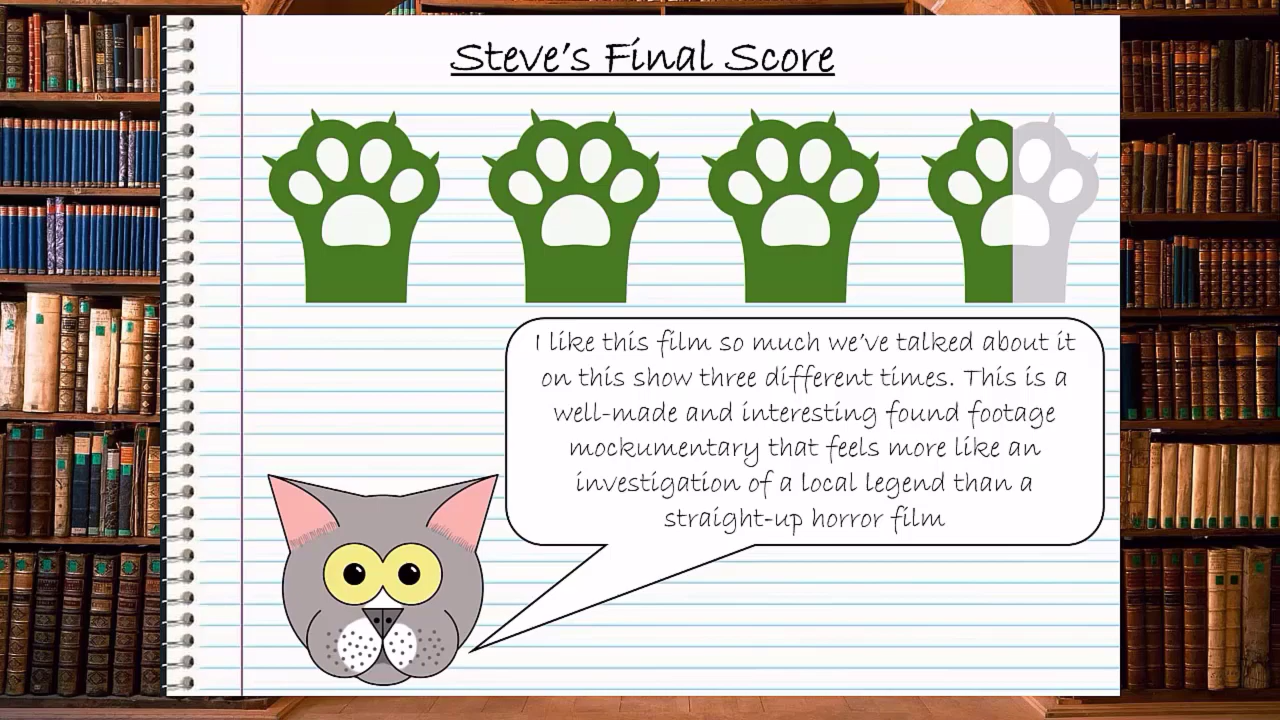 Steve's Final Score
I like this film so much we've talked about it
on this show three different times. This is a
well-made and interesting found footage
mockumentary that feels more like an
investigation of a local legend than a
straight-up horror film